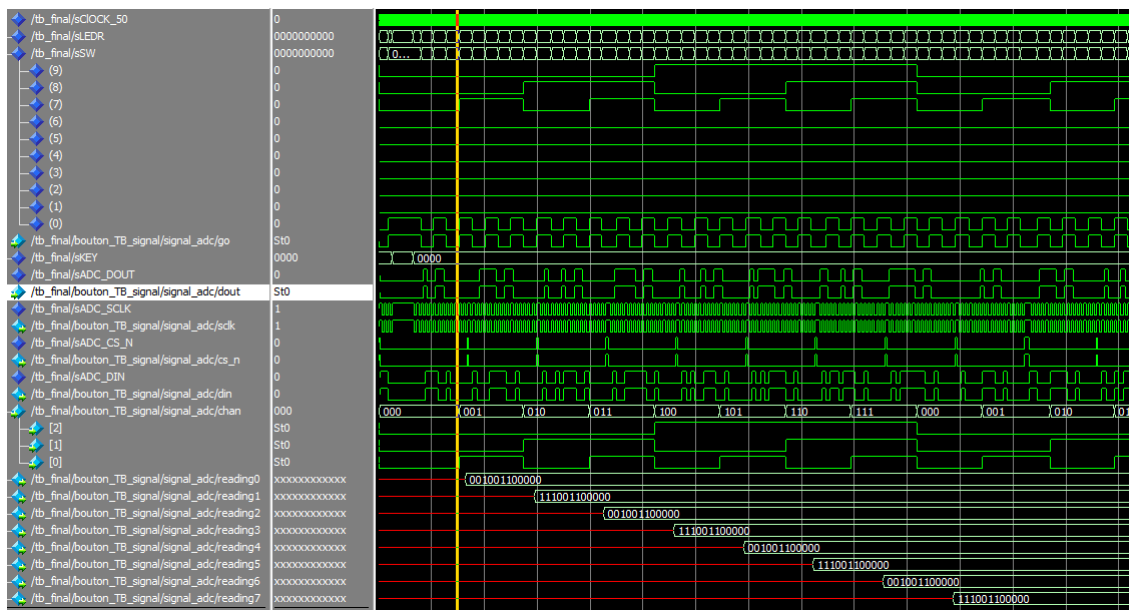 /tb_final/sClOCK_50 0
/tb_final/sLEDR 0000000000
/tb_final/sSW 0000000000 0...
(9) 0
(8) 0
(7) 0
(6) 0
(5) 0
(4) 0
(3) 0
(2) 0
(1) 0
(0) 0
/tb_final/bouton_TB_signal/signal_adc/go St0
/tb_final/sKEY 0000 0000
/tb_final/sADC_DOUT 0
/tb_final/bouton_TB_signal/signal_adc/dout St0
/tb_final/sADC_SCLK 1
/tb_final/bouton_TB_signal/signal_adc/sclk 1
/tb_final/sADC_CS_N 0
/tb_final/bouton_TB_signal/signal_adc/cs_n 0
/tb_final/sADC_DIN 0
/tb_final/bouton_TB_signal/signal_adc/din 0
/tb_final/bouton_TB_signal/signal_adc/chan 000 000 001 010 011 100 101 110 111 000 001 010 01
[2] St0
[1] St0
[0] St0
/tb_final/bouton_TB_signal/signal_adc/reading0 xxxxxxxxxxxx 001001100000
/tb_final/bouton_TB_signal/signal_adc/reading1 xxxxxxxxxxxx 111001100000
/tb_final/bouton_TB_signal/signal_adc/reading2 xxxxxxxxxxxx 001001100000
/tb_final/bouton_TB_signal/signal_adc/reading3 xxxxxxxxxxxx 111001100000
/tb_final/bouton_TB_signal/signal_adc/reading4 xxxxxxxxxxxx 001001100000
/tb_final/bouton_TB_signal/signal_adc/reading5 xxxxxxxxxxxx 111001100000
/tb_final/bouton_TB_signal/signal_adc/reading6 xxxxxxxxxxxx 001001100000
/tb_final/bouton_TB_signal/signal_adc/reading7 xxxxxxxxxxxx 111001100000